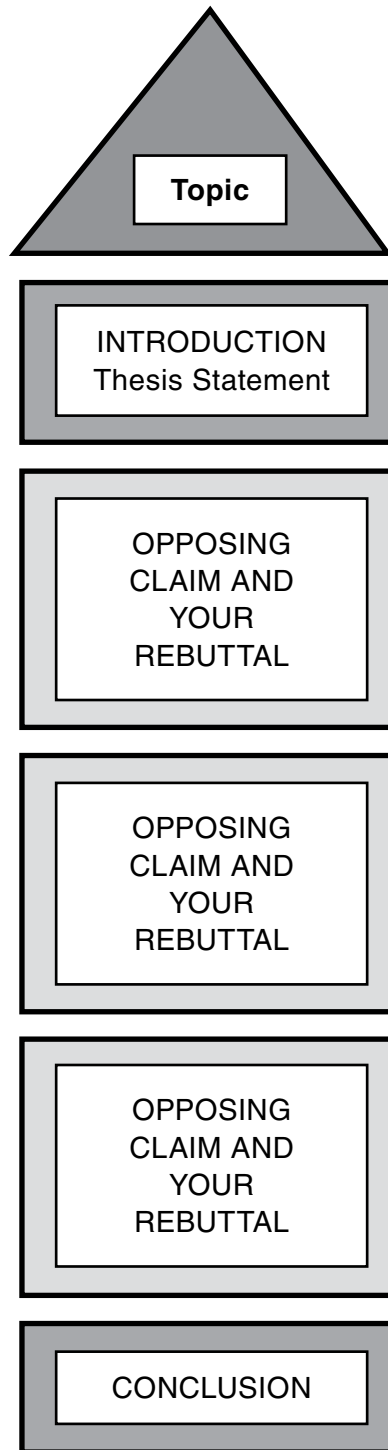 Topic
INTRODUCTION
Thesis Statement
OPPOSING
CLAIM AND
YOUR
REBUTTAL
OPPOSING
CLAIM AND
YOUR
REBUTTAL
OPPOSING
CLAIM AND
YOUR
REBUTTAL
CONCLUSION